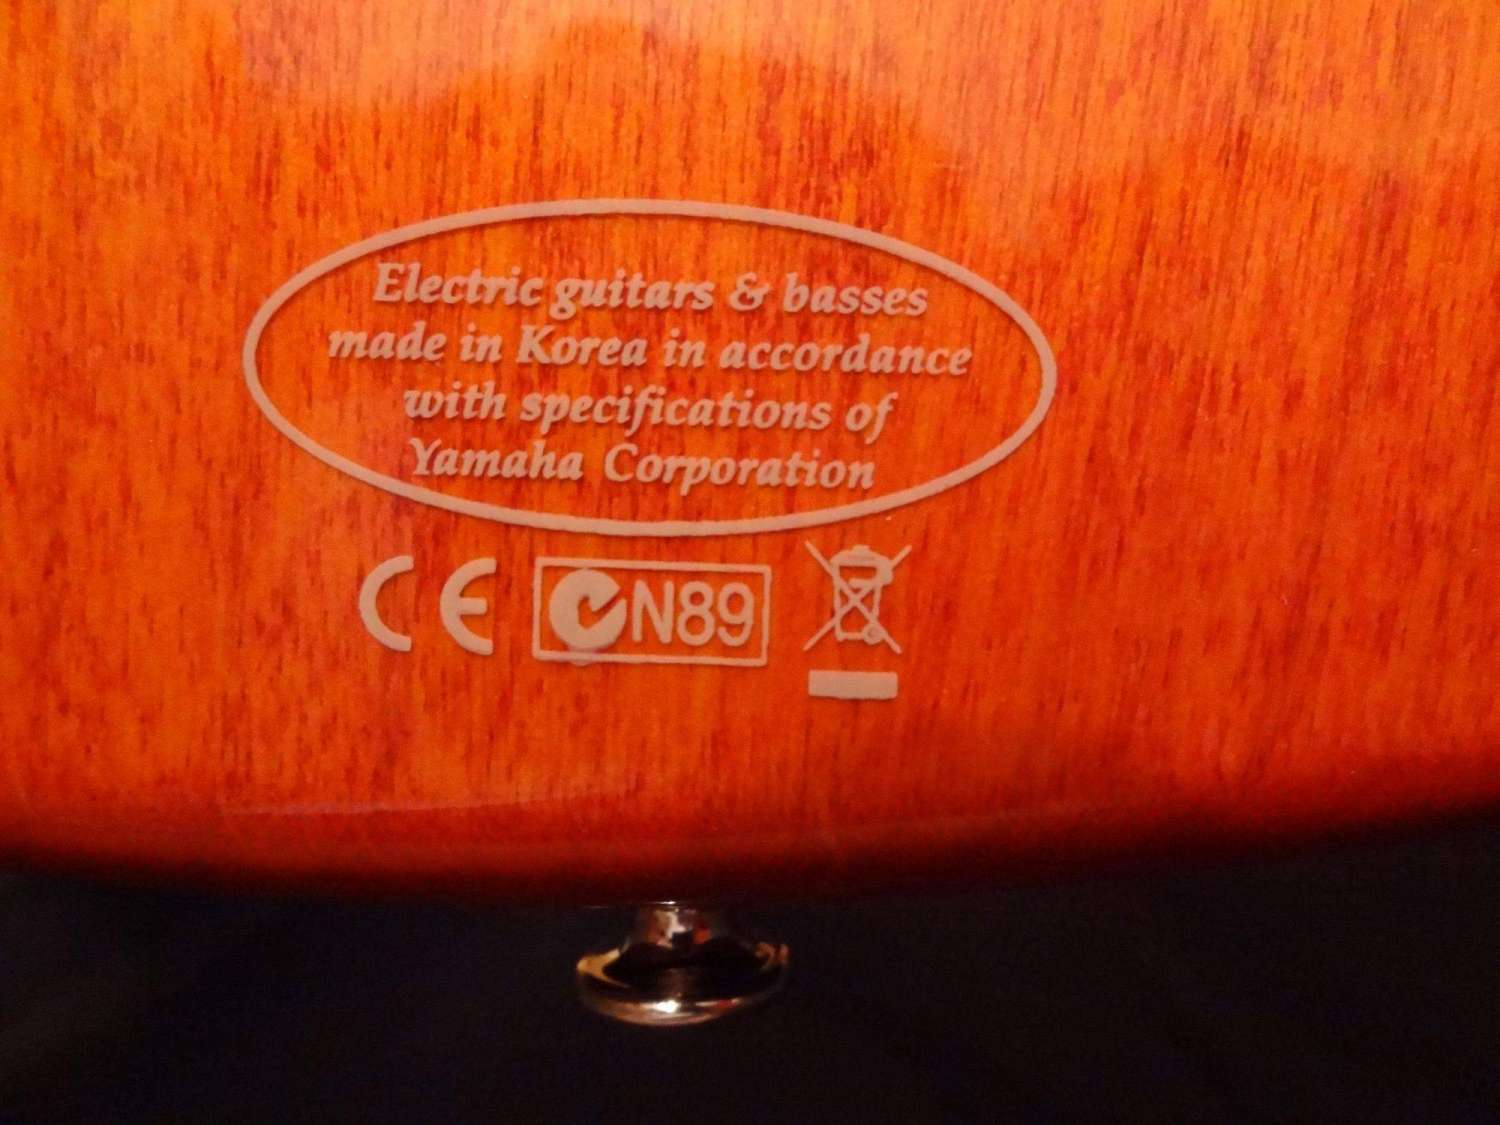 Electric guitars & basses
made in Korea in accordance
with specifications of
Yamaha Corporation
CE N89